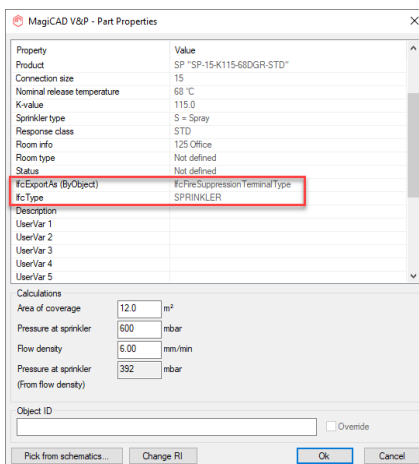 MagiCAD V&P - Part Properties
Property Value
Product SP "SP-15-K115-68DGR-STD"
Connection size 15
Nominal release temperature 68 °C
K-value 115.0
Sprinkler type S = Spray
Response class STD
Room info 125 Office
Room type Not defined
Status Not defined
IfcExportAs (ByObject) IfcFireSuppressionTerminalType
IfcType SPRINKLER
Description
UserVar 1
UserVar 2
UserVar 3
UserVar 4
UserVar 5
Calculations
Area of coverage 12.0 m²
Pressure at sprinkler 600 mbar
Flow density 6.00 mm/min
Pressure at sprinkler 392 mbar
(From flow density)
Object ID
Override
Pick from schematics... Change RI Ok Cancel